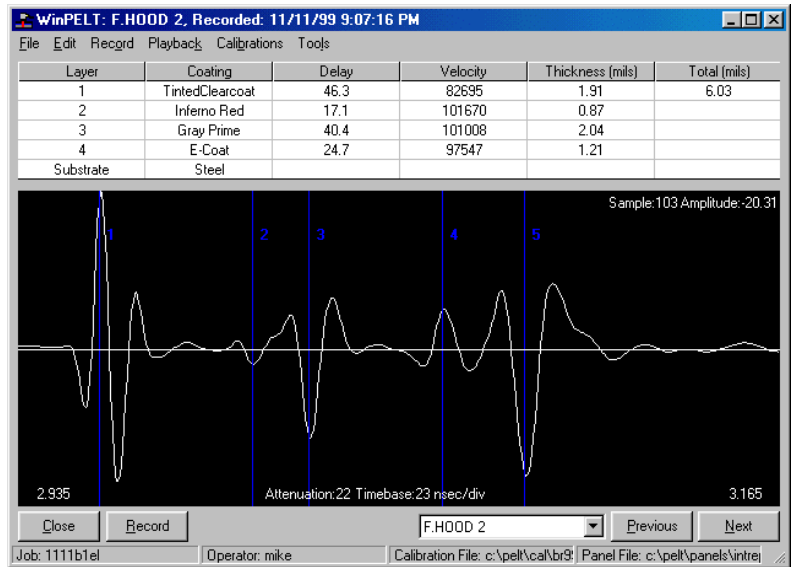 WinPELT: F.HOOD 2, Recorded: 11/11/99 9:07:16 PM
File Edit Record Playback Calibrations Tools
Layer Coating Delay Velocity Thickness (mils) Total (mils)
1 TintedClearcoat 46.3 82695 1.91 6.03
2 Inferno Red 17.1 101670 0.87
3 Gray Prime 40.4 101008 2.04
4 E-Coat 24.7 97547 1.21
Substrate Steel
Sample:103 Amplitude:-20.31
1 2 3 4 5
2.935 Attenuation:22 Timebase:23 nsec/div 3.165
Close Record F.HOOD 2 Previous Next
Job: 1111b1el Operator: mike Calibration File: c:\pelt\cal\br9 Panel File: c:\pelt\panels\intre